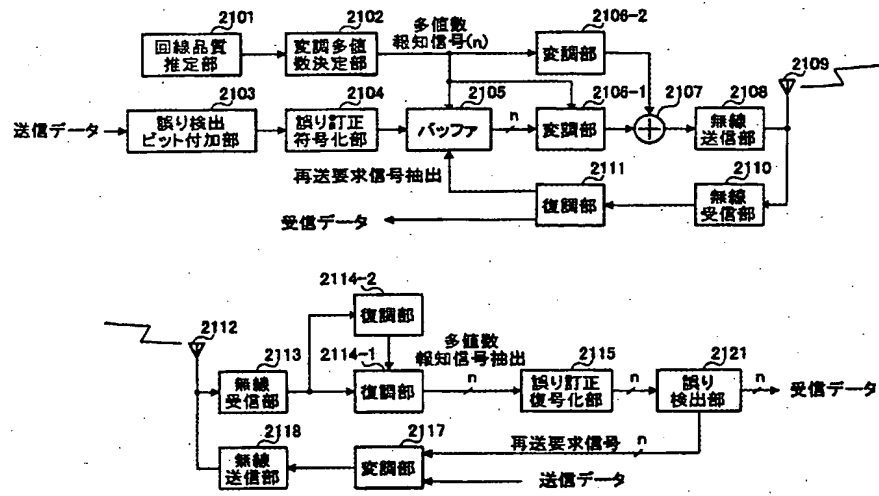 2101
回線品質
推定部
2102
変調多値
数決定部
多値数
報知信号(n)
2106-2
変調部
2109
送信データ
2103
誤り検出
ビット付加部
2104
誤り訂正
符号化部
2105
バッファ
n
2106-1
変調部
2107
2108
無線
送信部
再送要求信号抽出
2111
復調部
2110
無線
受信部
受信データ
2112
2113
無線
受信部
2114-2
復調部
2114-1
復調部
多値数
報知信号抽出
n
2115
誤り訂正
復号化部
n
2121
誤り
検出部
n
受信データ
2118
無線
送信部
2117
変調部
再送要求信号
n
送信データ